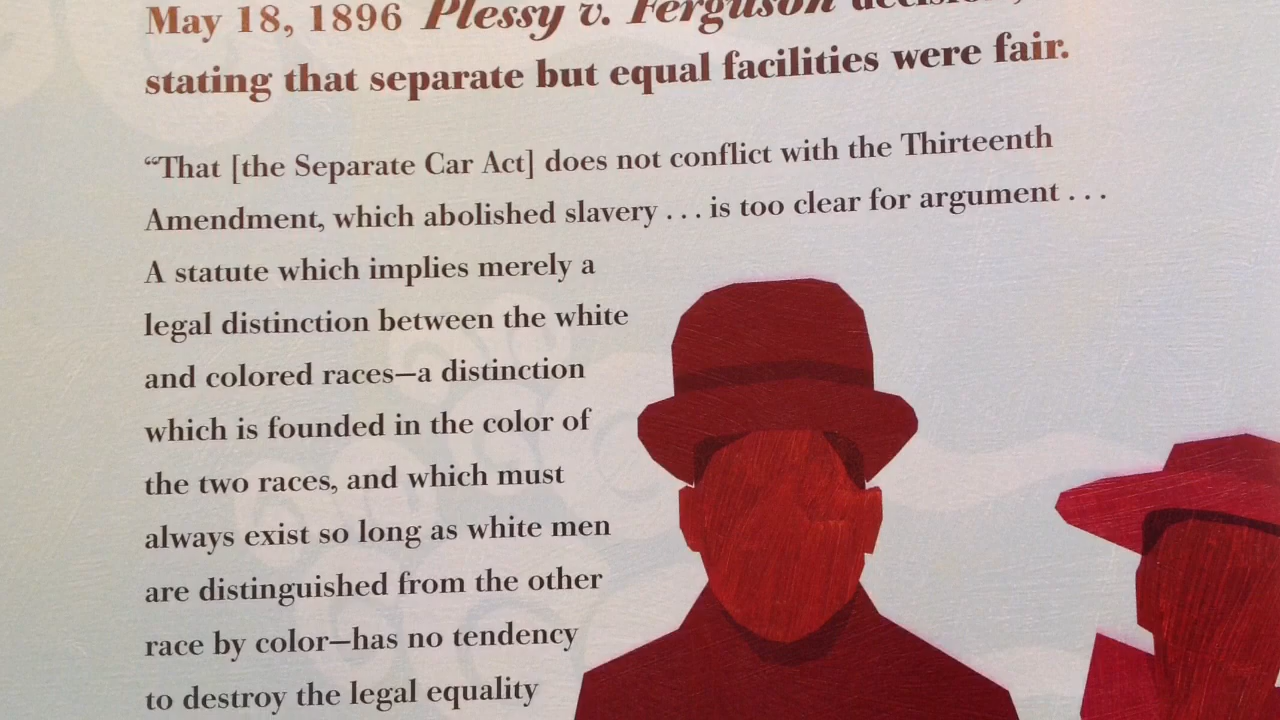 May 18, 1896 Plessy v. Ferguson decision,
stating that separate but equal facilities were fair.
“That [the Separate Car Act] does not conflict with the Thirteenth
Amendment, which abolished slavery . . . is too clear for argument . . .
A statute which implies merely a
legal distinction between the white
and colored races—a distinction
which is founded in the color of
the two races, and which must
always exist so long as white men
are distinguished from the other
race by color—has no tendency
to destroy the legal equality